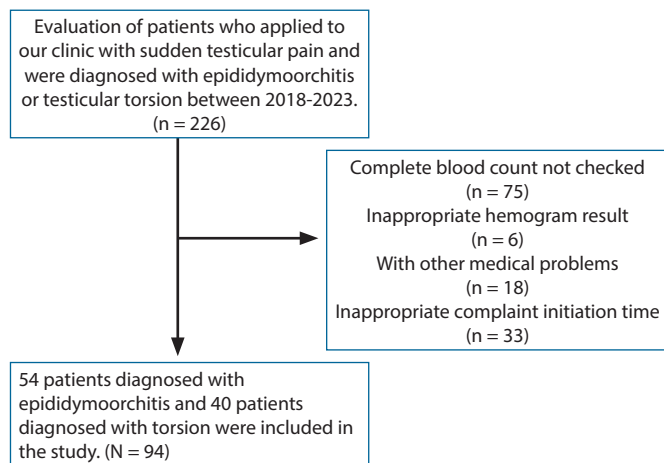 Evaluation of patients who applied to
our clinic with sudden testicular pain and
were diagnosed with epididymoorchitis
or testicular torsion between 2018-2023.
(n = 226)
Complete blood count not checked
(n = 75)
Inappropriate hemogram result
(n = 6)
With other medical problems
(n = 18)
Inappropriate complaint initiation time
(n = 33)
54 patients diagnosed with
epididymoorchitis and 40 patients
diagnosed with torsion were included in
the study. (N = 94)